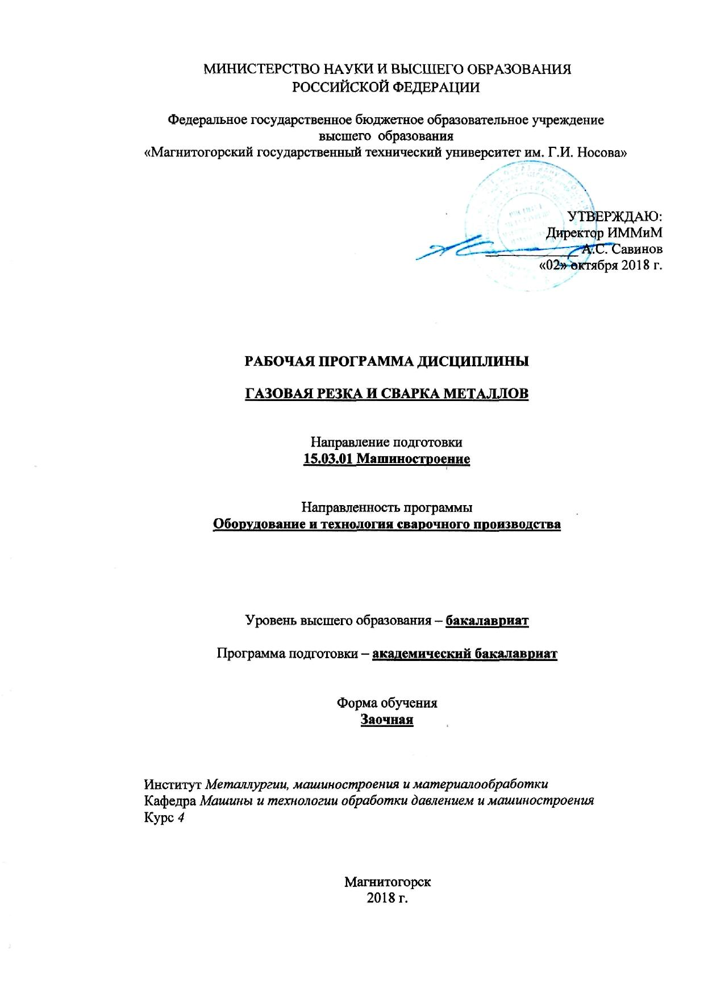 МИНИСТЕРСТВО НАУКИ И ВЫСШЕГО ОБРАЗОВАНИЯ
РОССИЙСКОЙ ФЕДЕРАЦИИ
Федеральное государственное бюджетное образовательное учреждение
высшего образования
«Магнитогорский государственный технический университет им. Г.И. Носова»
УТВЕРЖДАЮ:
Директор ИММиМ
А.С. Савинов
«02» октября 2018 г.
РАБОЧАЯ ПРОГРАММА ДИСЦИПЛИНЫ
ГАЗОВАЯ РЕЗКА И СВАРКА МЕТАЛЛОВ
Направление подготовки
15.03.01 Машиностроение
Направленность программы
Оборудование и технология сварочного производства
Уровень высшего образования – бакалавриат
Программа подготовки – академический бакалавриат
Форма обучения
Заочная
Институт Металлургии, машиностроения и материалообработки
Кафедра Машины и технологии обработки давлением и машиностроения
Курс 4
Магнитогорск
2018 г.